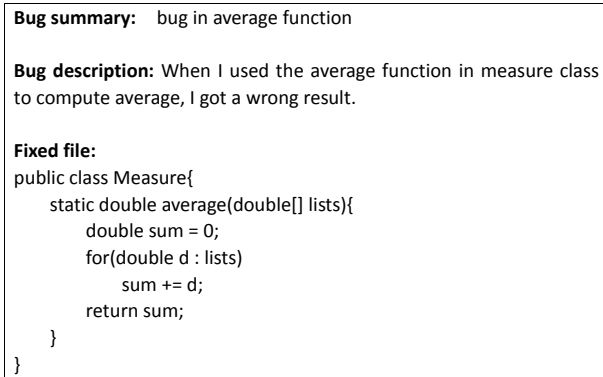 Bug summary: bug in average function
Bug description: When I used the average function in measure class
to compute average, I got a wrong result.
Fixed file:
public class Measure{
static double average(double[] lists){
double sum = 0;
for(double d : lists)
sum += d;
return sum;
}
}